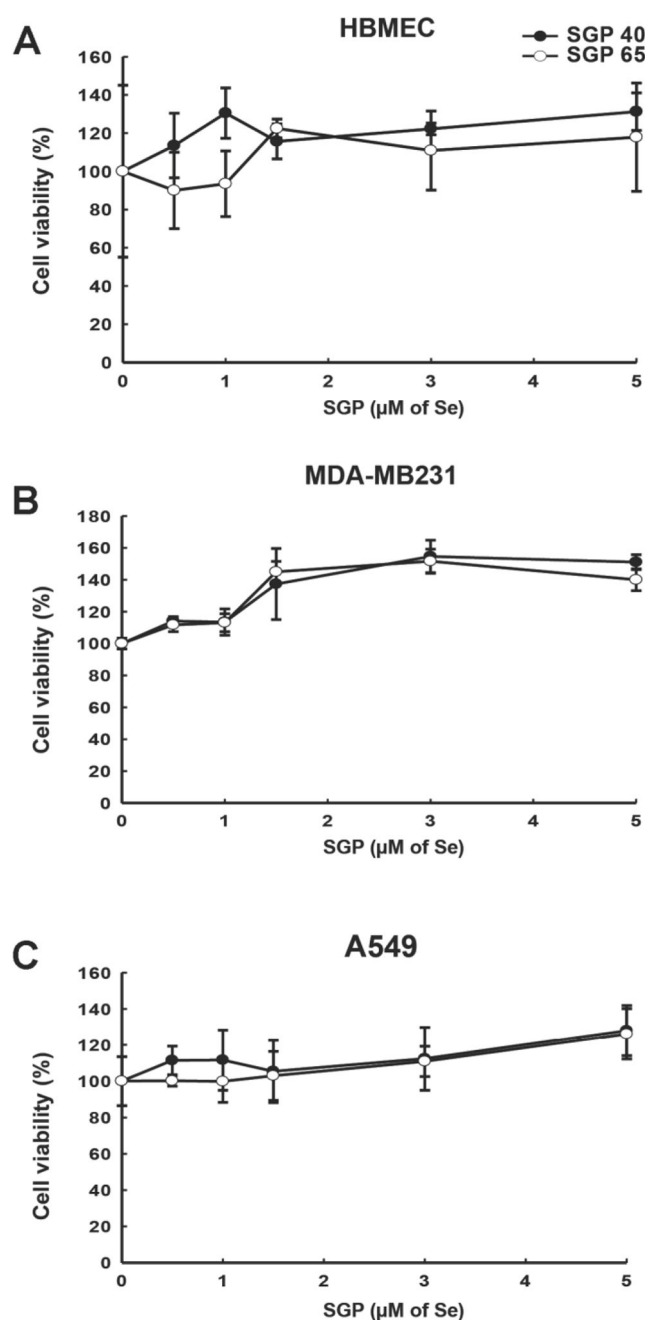 A
HBMEC
SGP 40
SGP 65
160
140
120
100
80
60
40
20
0
Cell viability (%)
0 1 2 3 4 5
SGP (µM of Se)
B
MDA-MB231
180
160
140
120
100
80
60
40
20
0
Cell viability (%)
0 1 2 3 4 5
SGP (µM of Se)
C
A549
160
140
120
100
80
60
40
20
0
Cell viability (%)
0 1 2 3 4 5
SGP (µM of Se)